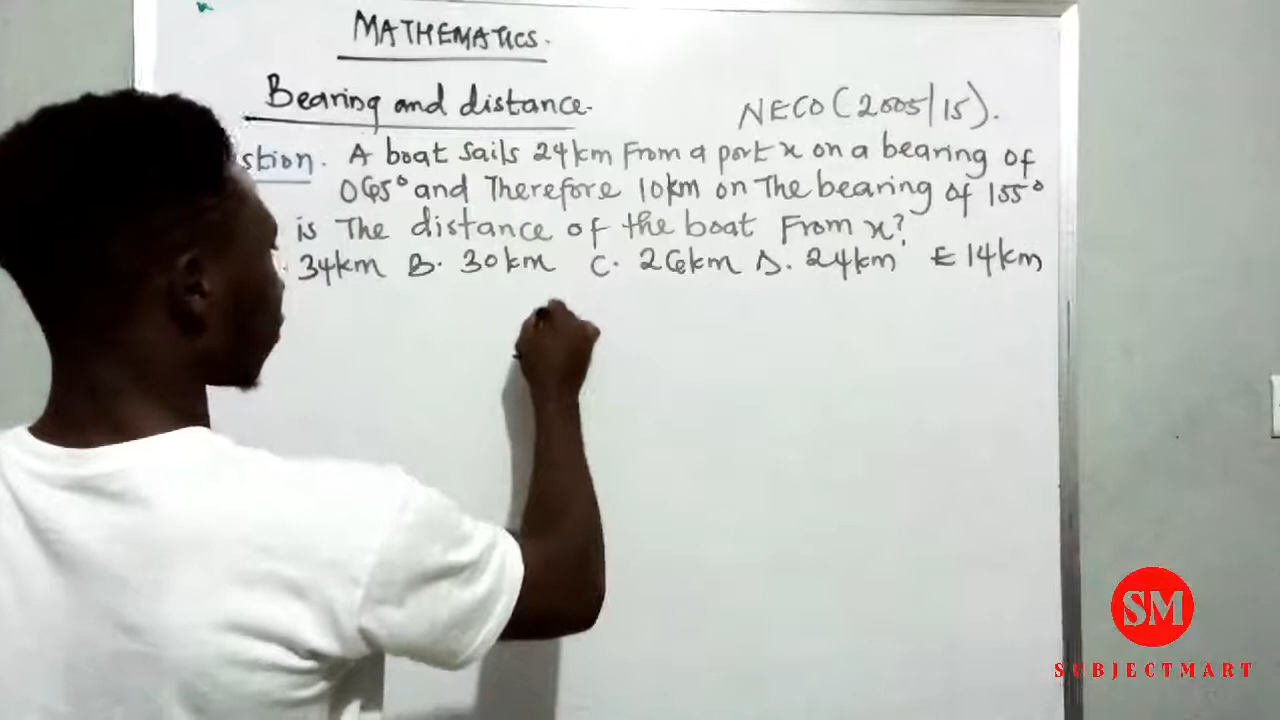 MATHEMATICS.
Bearing and distance.
NECO (2005/15).
stion. A boat sails 24km From a port x on a bearing of
065° and Therefore 10km on The bearing of 155°
is The distance of the boat From x?
34km B. 30km C. 26km D. 24km E 14km
SM
SUBJECTMART